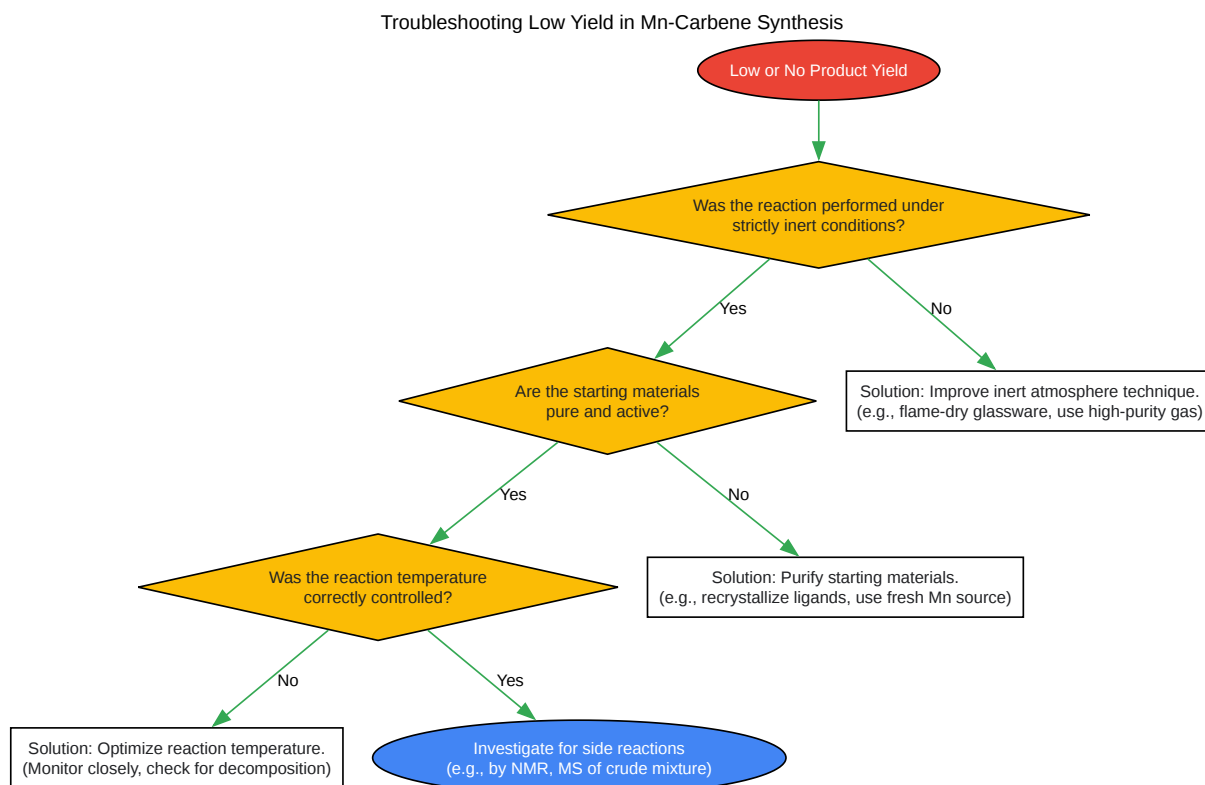 Troubleshooting Low Yield in Mn-Carbene Synthesis
Low or No Product Yield
Was the reaction performed under
strictly inert conditions?
Yes
No
Are the starting materials
pure and active?
Solution: Improve inert atmosphere technique.
(e.g., flame-dry glassware, use high-purity gas)
Yes
No
Was the reaction temperature
correctly controlled?
Solution: Purify starting materials.
(e.g., recrystallize ligands, use fresh Mn source)
No
Yes
Solution: Optimize reaction temperature.
(Monitor closely, check for decomposition)
Investigate for side reactions
(e.g., by NMR, MS of crude mixture)